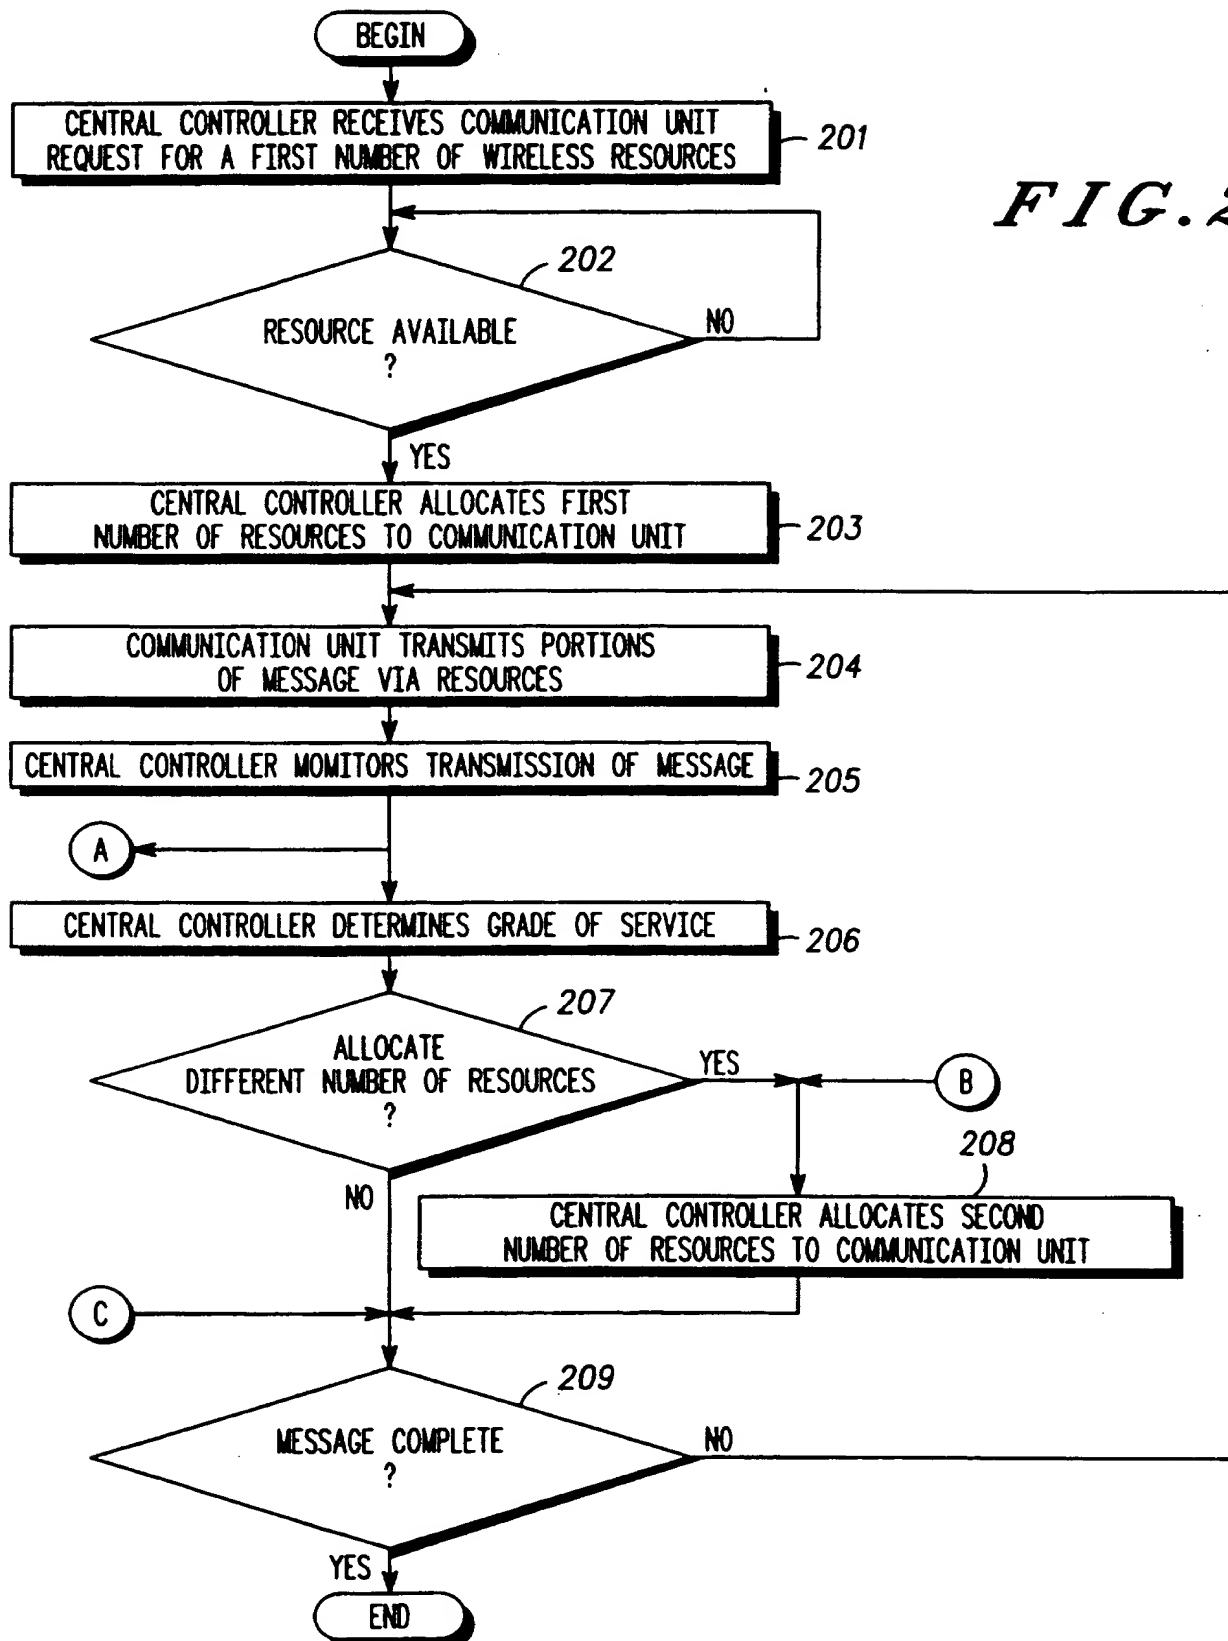 BEGIN
CENTRAL CONTROLLER RECEIVES COMMUNICATION UNIT
REQUEST FOR A FIRST NUMBER OF WIRELESS RESOURCES
201
FIG.2
202
RESOURCE AVAILABLE
?
NO
YES
CENTRAL CONTROLLER ALLOCATES FIRST
NUMBER OF RESOURCES TO COMMUNICATION UNIT
203
COMMUNICATION UNIT TRANSMITS PORTIONS
OF MESSAGE VIA RESOURCES
204
CENTRAL CONTROLLER MOMITORS TRANSMISSION OF MESSAGE
205
A
CENTRAL CONTROLLER DETERMINES GRADE OF SERVICE
206
207
ALLOCATE
DIFFERENT NUMBER OF RESOURCES
?
YES
B
NO
208
CENTRAL CONTROLLER ALLOCATES SECOND
NUMBER OF RESOURCES TO COMMUNICATION UNIT
C
209
MESSAGE COMPLETE
?
NO
YES
END